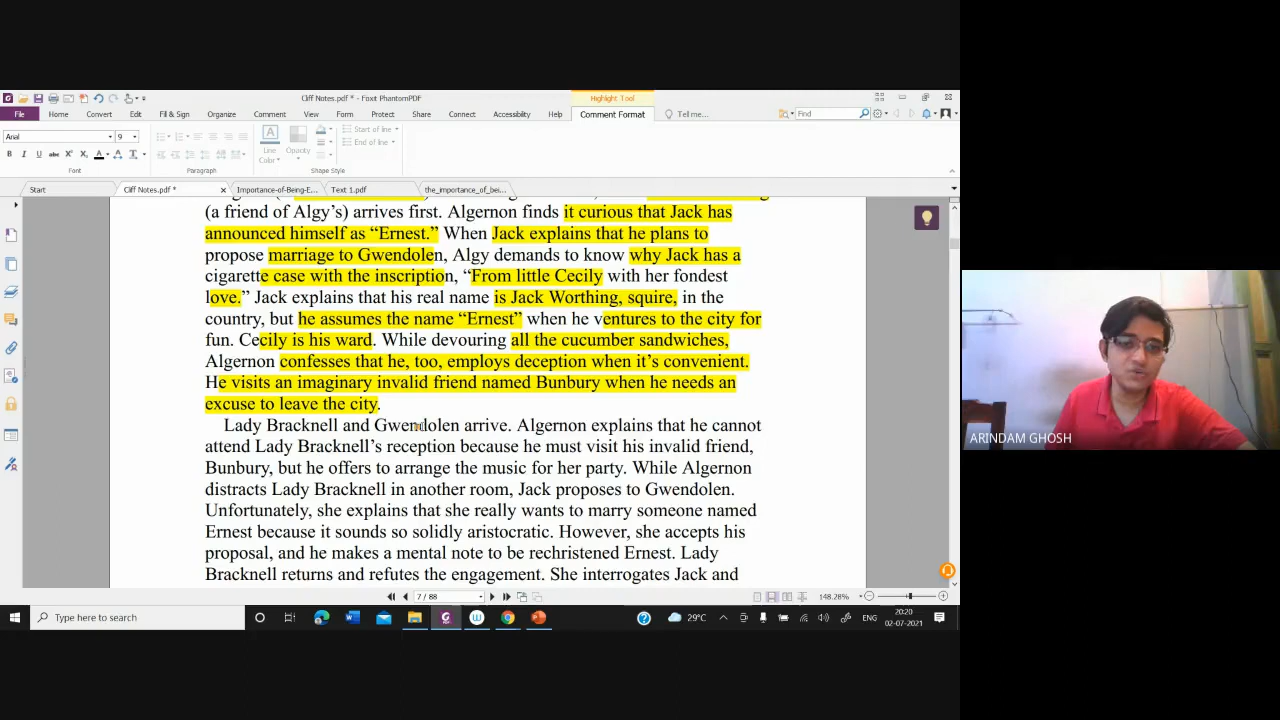 Cliff Notes.pdf * - Foxit PhantomPDF
Highlight Tool
File Home Convert Edit Fill & Sign Organize Comment View Form Protect Share Connect Accessibility Help Comment Format Tell me... Find
Arial 9
Start of line
End of line
Line Color Opacity
Font Paragraph Shape Style
Start Cliff Notes.pdf * Importance-of-Being-E... Text 1.pdf the_importance_of_bei...
(a friend of Algy's) arrives first. Algernon finds it curious that Jack has
announced himself as “Ernest.” When Jack explains that he plans to
propose marriage to Gwendolen, Algy demands to know why Jack has a
cigarette case with the inscription, “From little Cecily with her fondest
love.” Jack explains that his real name is Jack Worthing, squire, in the
country, but he assumes the name “Ernest” when he ventures to the city for
fun. Cecily is his ward. While devouring all the cucumber sandwiches,
Algernon confesses that he, too, employs deception when it's convenient.
He visits an imaginary invalid friend named Bunbury when he needs an
excuse to leave the city.
Lady Bracknell and Gwendolen arrive. Algernon explains that he cannot
attend Lady Bracknell's reception because he must visit his invalid friend,
Bunbury, but he offers to arrange the music for her party. While Algernon
distracts Lady Bracknell in another room, Jack proposes to Gwendolen.
Unfortunately, she explains that she really wants to marry someone named
Ernest because it sounds so solidly aristocratic. However, she accepts his
proposal, and he makes a mental note to be rechristened Ernest. Lady
Bracknell returns and refutes the engagement. She interrogates Jack and
ARINDAM GHOSH
7 / 88 148.28%
Type here to search 29°C ENG 20:20
02-07-2021